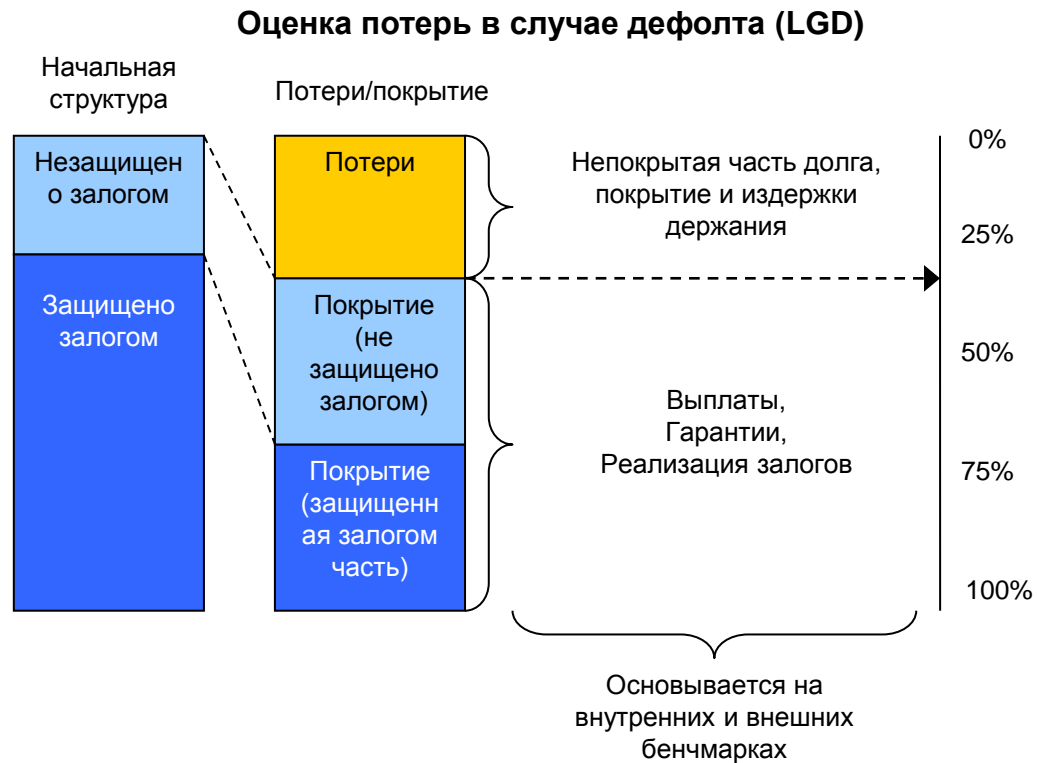 Оценка потерь в случае дефолта (LGD)
Начальная
структура
Потери/покрытие
Незащищен
о залогом
Защищено
залогом
Потери
Покрытие
(не
защищено
залогом)
Покрытие
(защищенн
ая залогом
часть)
Непокрытая часть долга,
покрытие и издержки
держания
Выплаты,
Гарантии,
Реализация залогов
0%
25%
50%
75%
100%
Основывается на
внутренних и внешних
бенчмарках